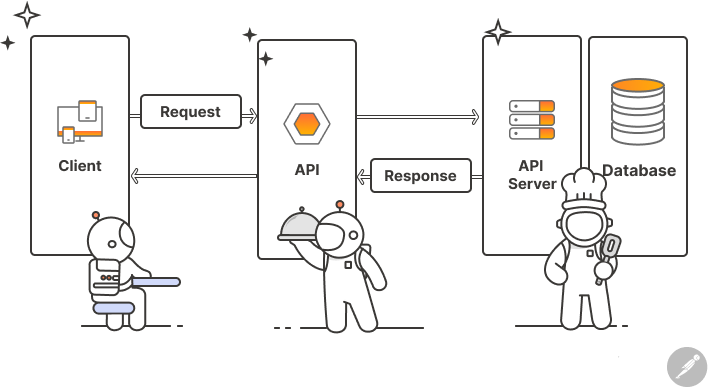 Request
Client
API
Response
API
Server
Database